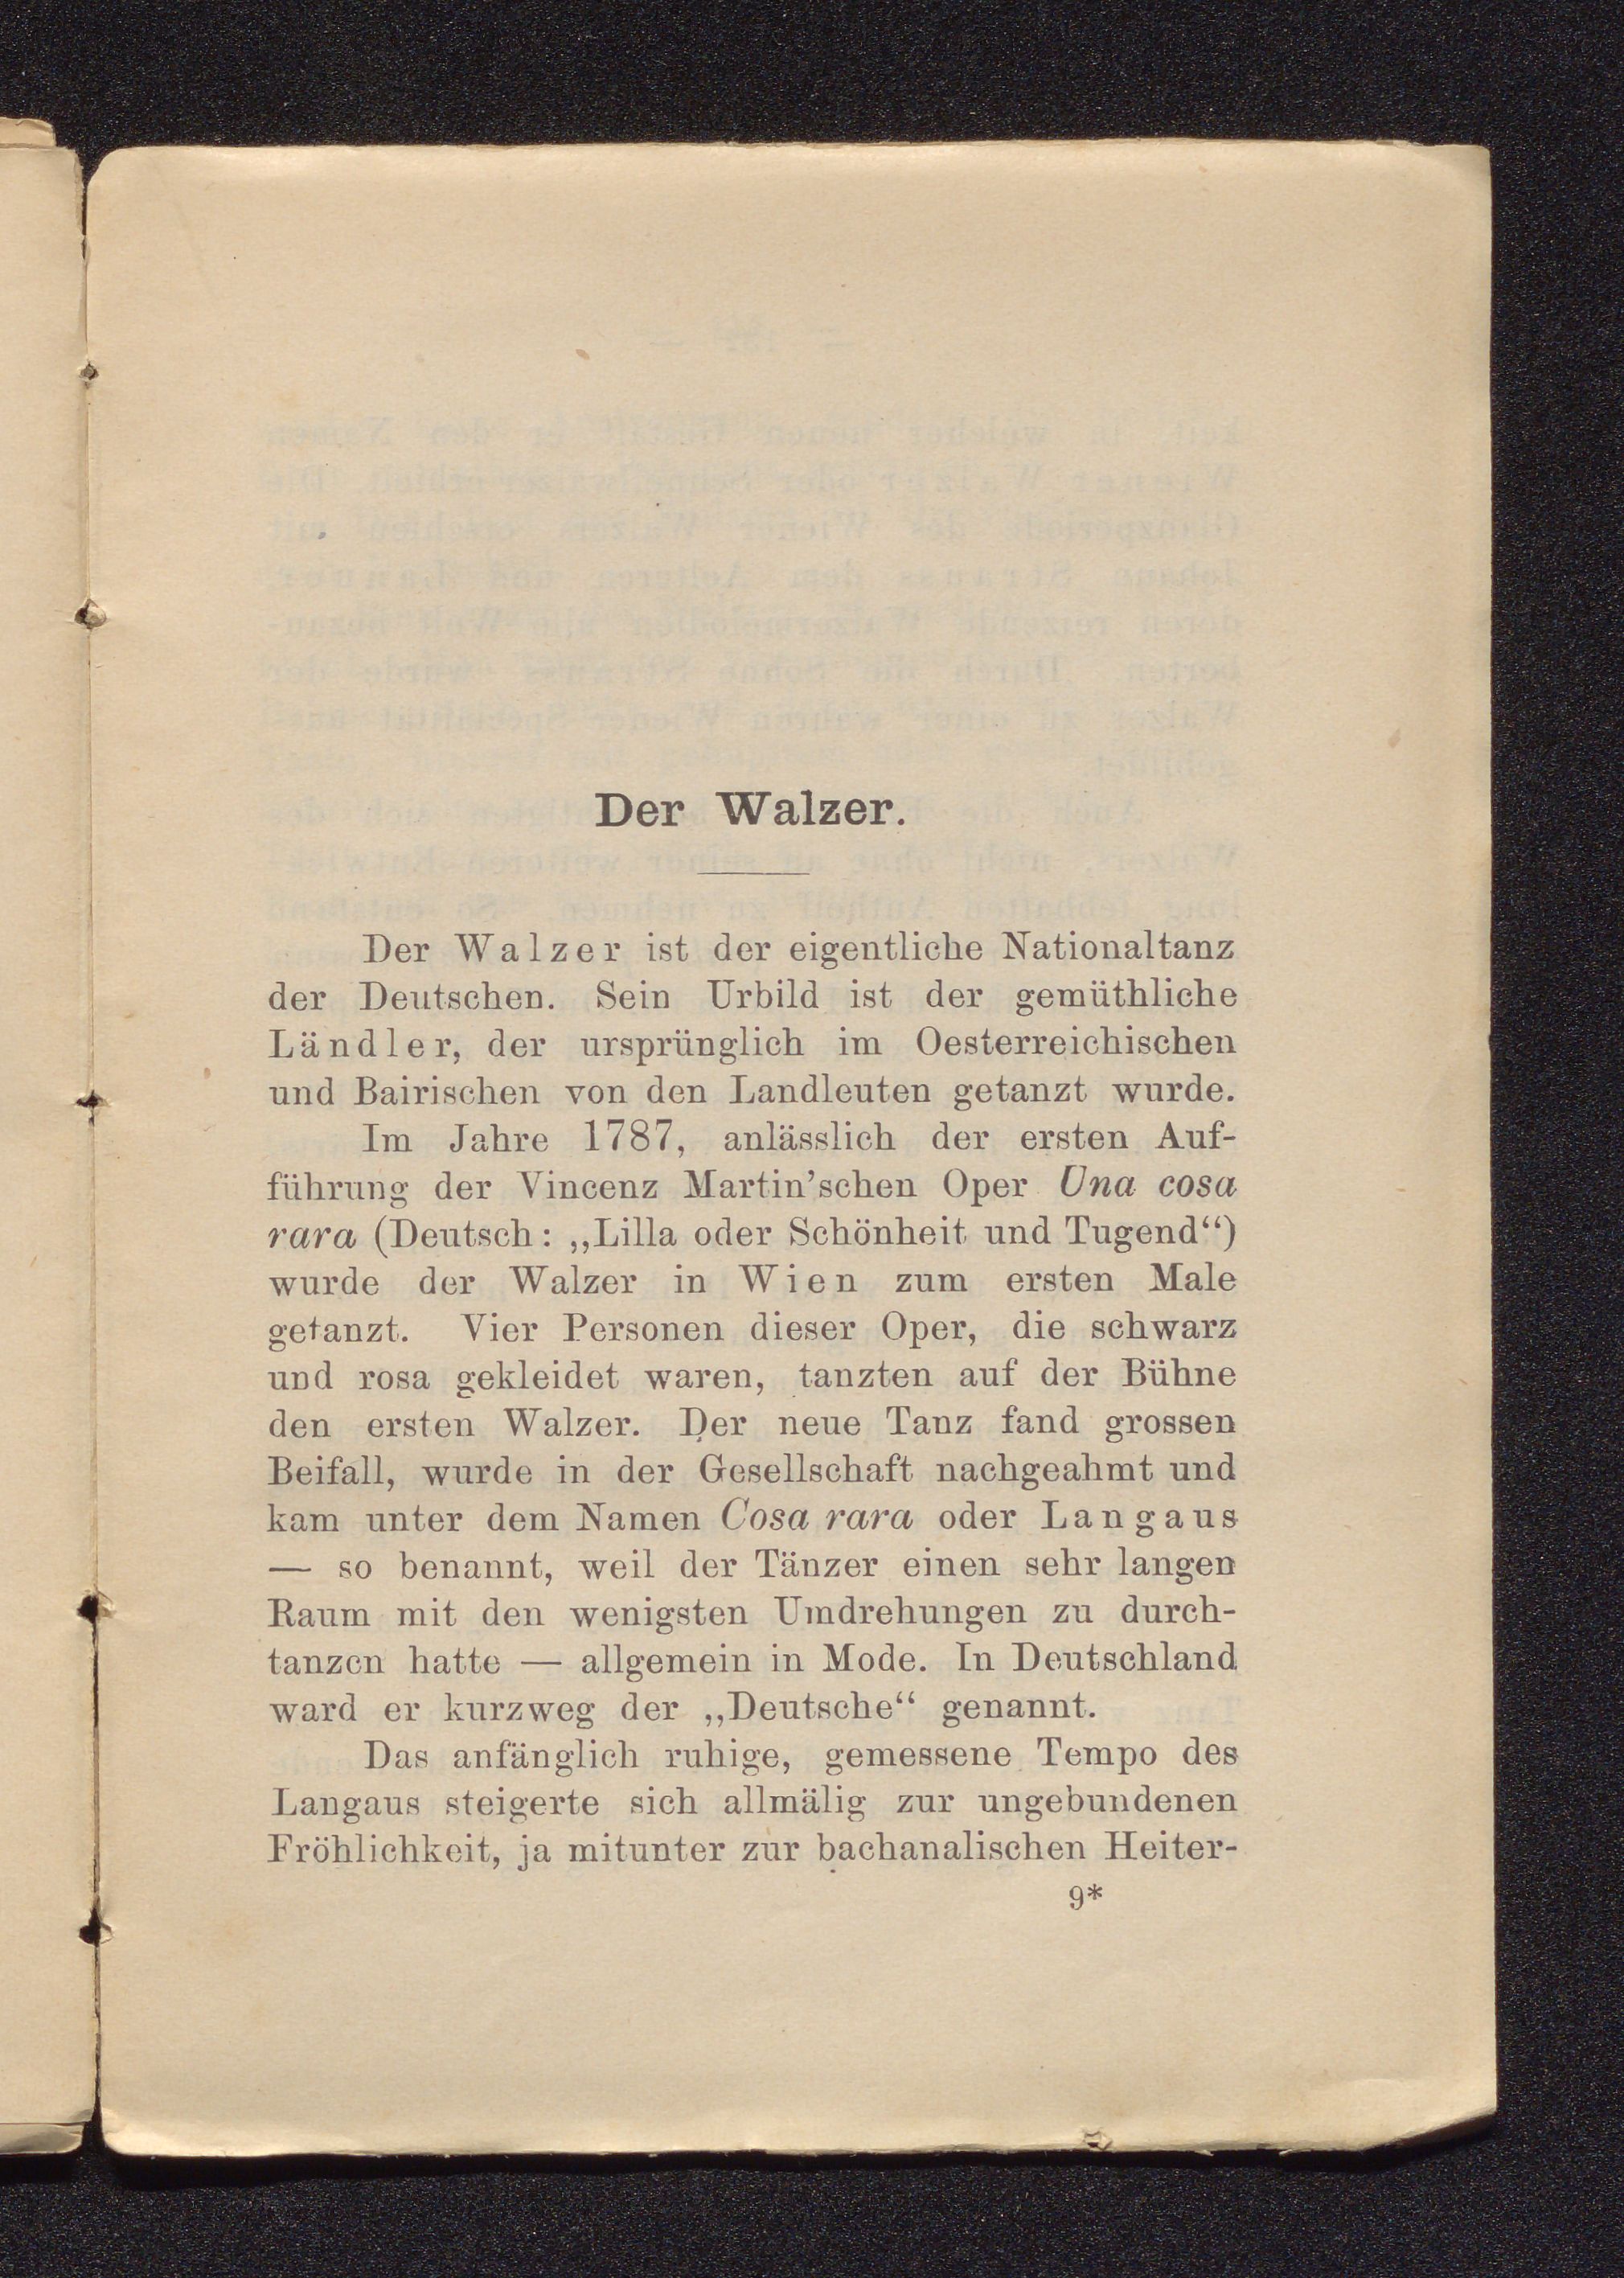 Der Walzer.
Der Walzer ist der eigentliche Nationaltanz
der Deutschen. Sein Urbild ist der gemüthliche
Ländler, der ursprünglich im Oesterreichischen
und Bairischen von den Landleuten getanzt wurde.
Im Jahre 1787, anlässlich der ersten Auf-
führung der Vincenz Martin'schen Oper Una cosa
rara (Deutsch: „Lilla oder Schönheit und Tugend“)
wurde der Walzer in Wien zum ersten Male
getanzt. Vier Personen dieser Oper, die schwarz
und rosa gekleidet waren, tanzten auf der Bühne
den ersten Walzer. Der neue Tanz fand grossen
Beifall, wurde in der Gesellschaft nachgeahmt und
kam unter dem Namen Cosa rara oder Langaus
— so benannt, weil der Tänzer einen sehr langen
Raum mit den wenigsten Umdrehungen zu durch-
tanzen hatte — allgemein in Mode. In Deutschland
ward er kurzweg der „Deutsche“ genannt.
Das anfänglich ruhige, gemessene Tempo des
Langaus steigerte sich allmälig zur ungebundenen
Fröhlichkeit, ja mitunter zur bachanalischen Heiter-
9*